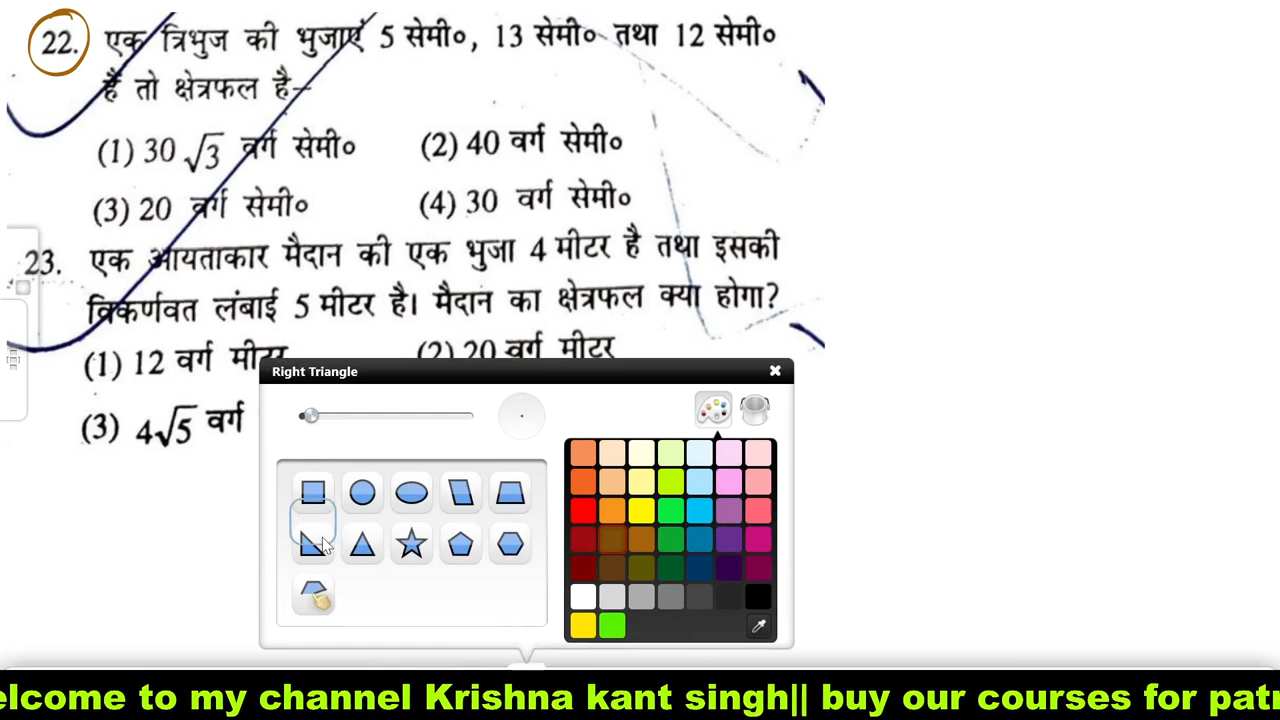 22. एक त्रिभुज की भुजाएं 5 सेमी०, 13 सेमी० तथा 12 सेमी०
हैं तो क्षेत्रफल है–
(1) 30 √3 वर्ग सेमी० (2) 40 वर्ग सेमी०
(3) 20 वर्ग सेमी० (4) 30 वर्ग सेमी०
23. एक आयताकार मैदान की एक भुजा 4 मीटर है तथा इसकी
विकर्णवत लंबाई 5 मीटर है। मैदान का क्षेत्रफल क्या होगा?
(1) 12 वर्ग मीटर (2) 20 वर्ग मीटर
(3) 4√5 वर्ग
Right Triangle
elcome to my channel Krishna kant singh|| buy our courses for